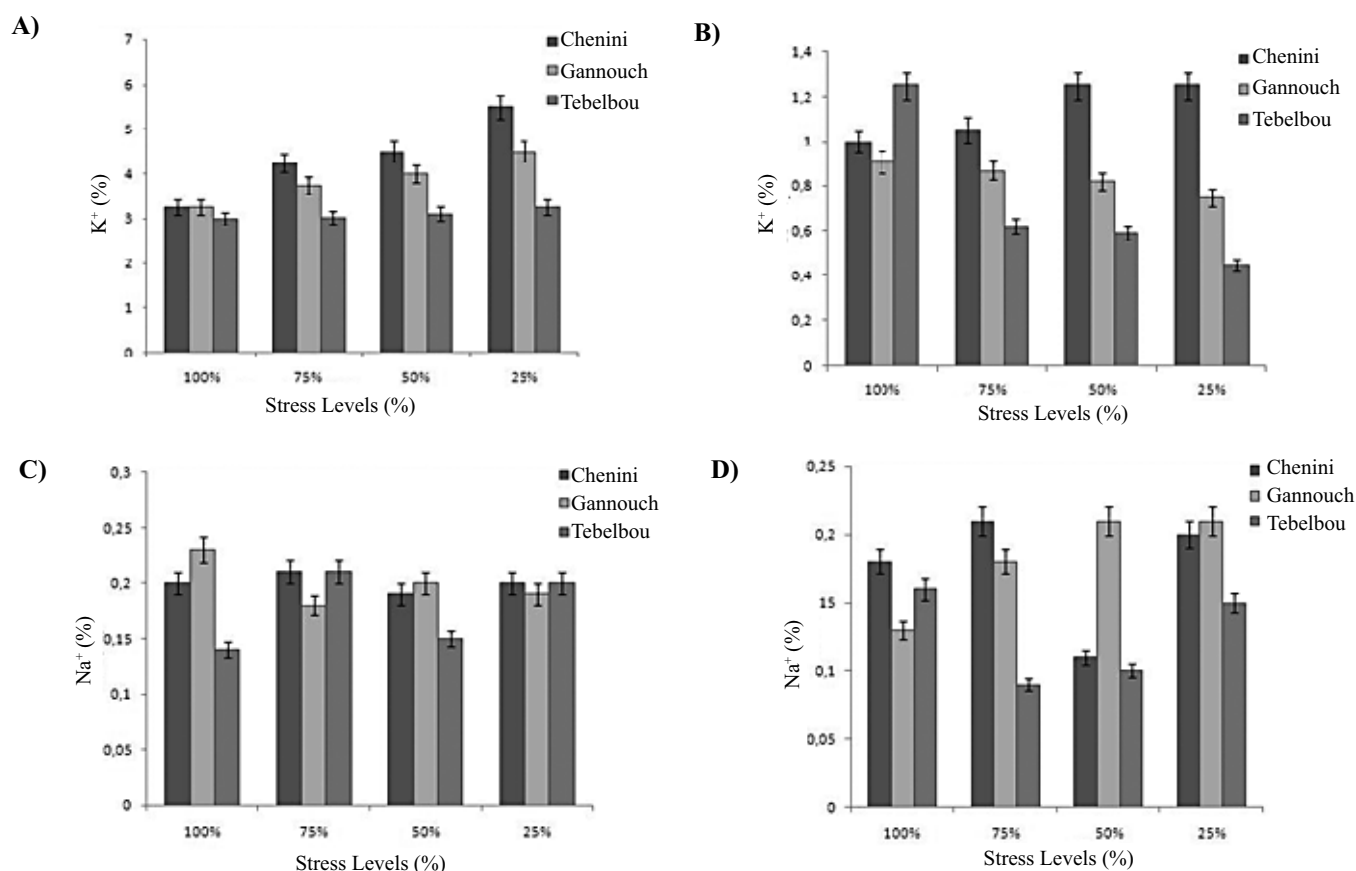 A)
7
6
5
4
3
2
1
0
K⁺ (%)
100% 75% 50% 25%
Stress Levels (%)
Chenini
Gannouch
Tebelbou
B)
1,4
1,2
1
0,8
0,6
0,4
0,2
0
K⁺ (%)
100% 75% 50% 25%
Stress Levels (%)
Chenini
Gannouch
Tebelbou
C)
0,3
0,25
0,2
0,15
0,1
0,05
0
Na⁺ (%)
100% 75% 50% 25%
Stress Levels (%)
Chenini
Gannouch
Tebelbou
D)
0,25
0,2
15
0,1
0,05
0
Na⁺ (%)
100% 75% 50% 25%
Stress Levels (%)
Chenini
Gannouch
Tebelbou